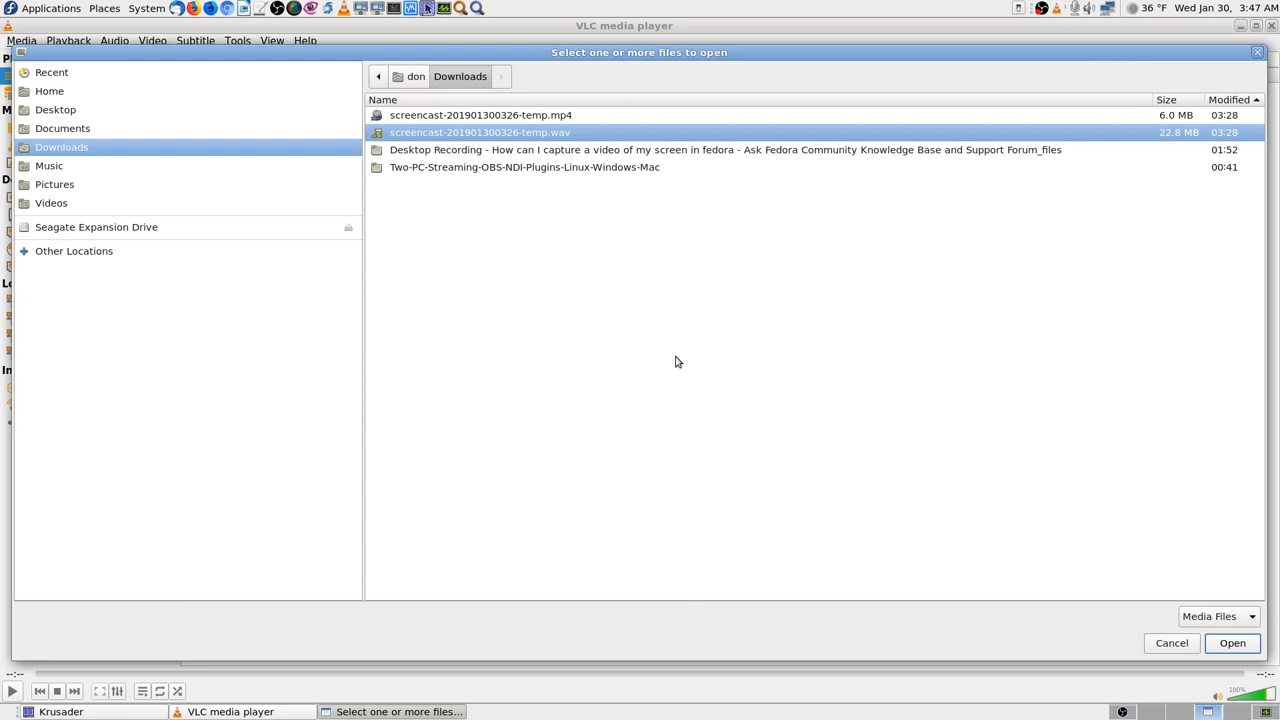 Applications Places System 36 °F Wed Jan 30, 3:47 AM
VLC media player
Media Playback Audio Video Subtitle Tools View Help
Select one or more files to open
Recent
Home
Desktop
Documents
Downloads
Music
Pictures
Videos
Seagate Expansion Drive
Other Locations
don Downloads
Name Size Modified
screencast-201901300326-temp.mp4 6.0 MB 03:28
screencast-201901300326-temp.wav 22.8 MB 03:28
Desktop Recording - How can I capture a video of my screen in fedora - Ask Fedora Community Knowledge Base and Support Forum_files 01:52
Two-PC-Streaming-OBS-NDI-Plugins-Linux-Windows-Mac 00:41
Media Files
Cancel Open
--:-- --:--
100%
Krusader VLC media player Select one or more files...